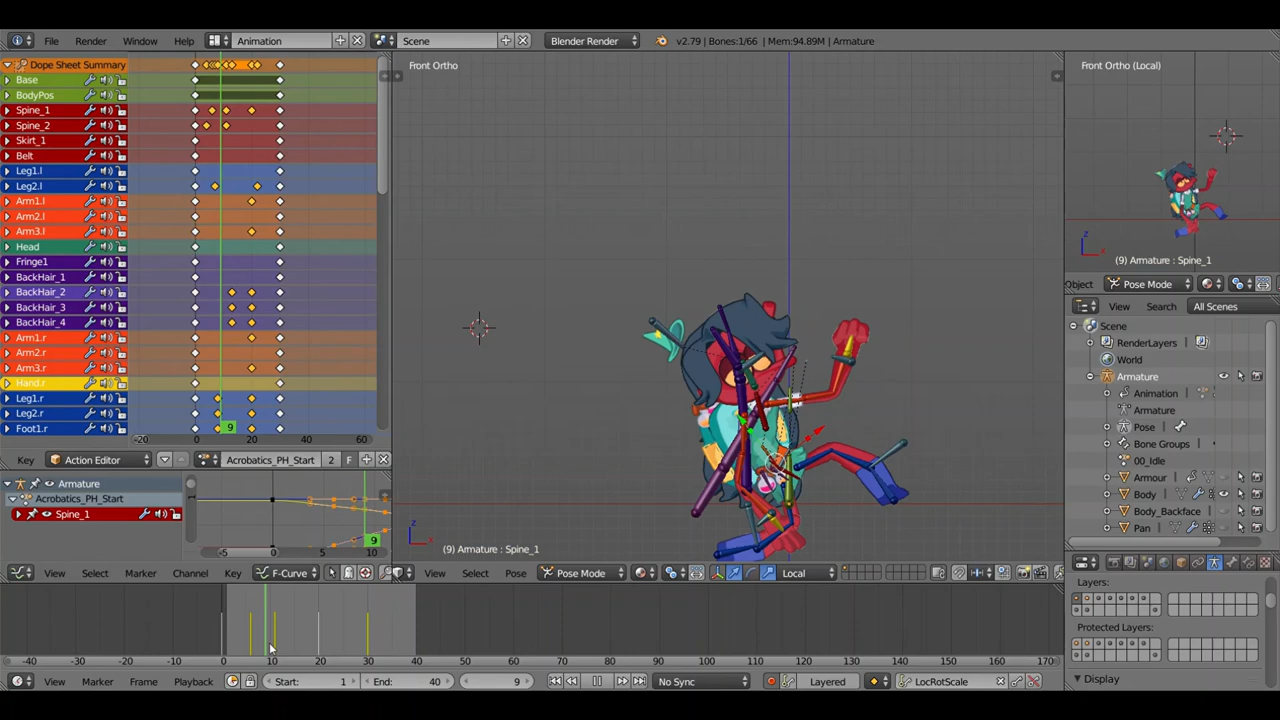 File Render Window Help Animation Scene Blender Render v2.79 | Bones:1/66 | Mem:94.89M | Armature
Dope Sheet Summary
Base
BodyPos
Spine_1
Spine_2
Skirt_1
Belt
Leg1.l
Leg2.l
Arm1.l
Arm2.l
Arm3.l
Head
Fringe1
BackHair_1
BackHair_2
BackHair_3
BackHair_4
Arm1.r
Arm2.r
Arm3.r
Hand.r
Leg1.r
Leg2.r
Foot1.r
9
-20 0 20 40 60
Key Action Editor Acrobatics_PH_Start 2 F
Armature
Acrobatics_PH_Start
Spine_1
1
0
9
-5 0 5 10
View Select Marker Channel Key F-Curve
Front Ortho
z
x
(9) Armature : Spine_1
View Select Pose Pose Mode Local
Front Ortho (Local)
z
x
(9) Armature : Spine_1
Object Pose Mode
View Search All Scenes
Scene
RenderLayers
World
Armature
Animation
Armature
Pose
Bone Groups
00_Idle
Armour
Body
Body_Backface
Pan
Layers:
Protected Layers:
Display
-40 -30 -20 -10 0 10 20 30 40 50 60 70 80 90 100 110 120 130 140 150 160 170
View Marker Frame Playback Start: 1 End: 40 9 No Sync Layered LocRotScale